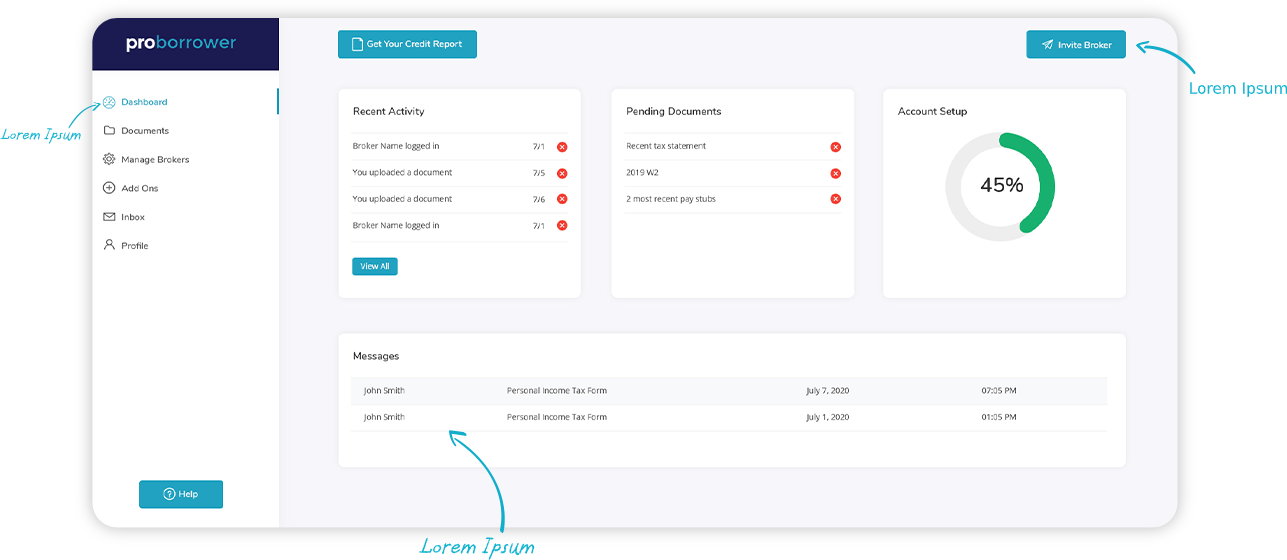 proborrower
Get Your Credit Report
Invite Broker
Lorem Ipsum
Dashboard
Lorem Ipsum
Documents
Manage Brokers
Add Ons
Inbox
Profile
Help
Recent Activity
Broker Name logged in 7/1
You uploaded a document 7/5
You uploaded a document 7/6
Broker Name logged in 7/1
View All
Pending Documents
Recent tax statement
2019 W2
2 most recent pay stubs
Account Setup
45%
Messages
John Smith Personal Income Tax Form July 7, 2020 07:05 PM
John Smith Personal Income Tax Form July 1, 2020 01:05 PM
Lorem Ipsum